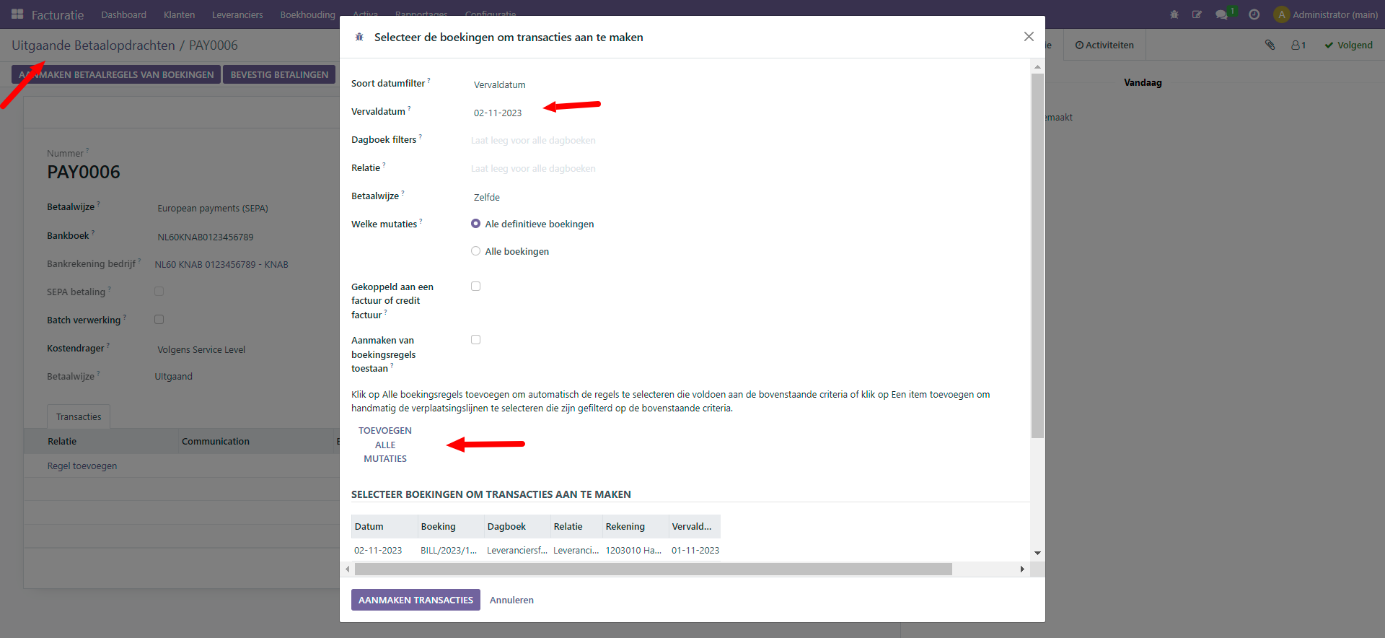 Facturatie Dashboard Klanten Leveranciers Boekhouding Activa Rapportages Configuratie 1 A Administrator (main)
Uitgaande Betaalopdrachten / PAY0006
Activiteiten 1 Volgend
AANMAKEN BETAALREGELS VAN BOEKINGEN BEVESTIG BETALINGEN
Vandaag
emaakt
Nummer ?
PAY0006
Betaalwijze ? European payments (SEPA)
Bankboek ? NL60KNAB0123456789
Bankrekening bedrijf ? NL60 KNAB 0123456789 - KNAB
SEPA betaling ?
Batch verwerking ?
Kostendrager ? Volgens Service Level
Betaalwijze ? Uitgaand
Transacties
Relatie Communication
Regel toevoegen
Selecteer de boekingen om transacties aan te maken
Soort datumfilter ? Vervaldatum
Vervaldatum ? 02-11-2023
Dagboek filters ? Laat leeg voor alle dagboeken
Relatie ? Laat leeg voor alle dagboeken
Betaalwijze ? Zelfde
Welke mutaties ? Ale definitieve boekingen
Alle boekingen
Gekoppeld aan een
factuur of credit
factuur ?
Aanmaken van
boekingsregels
toestaan ?
Klik op Alle boekingsregels toevoegen om automatisch de regels te selecteren die voldoen aan de bovenstaande criteria of klik op Een item toevoegen om
handmatig de verplaatsingslijnen te selecteren die zijn gefilterd op de bovenstaande criteria.
TOEVOEGEN
ALLE
MUTATIES
SELECTEER BOEKINGEN OM TRANSACTIES AAN TE MAKEN
Datum Boeking Dagboek Relatie Rekening Vervald...
02-11-2023 BILL/2023/1... Leveranciersf... Leveranci... 1203010 Ha... 01-11-2023
AANMAKEN TRANSACTIES Annuleren